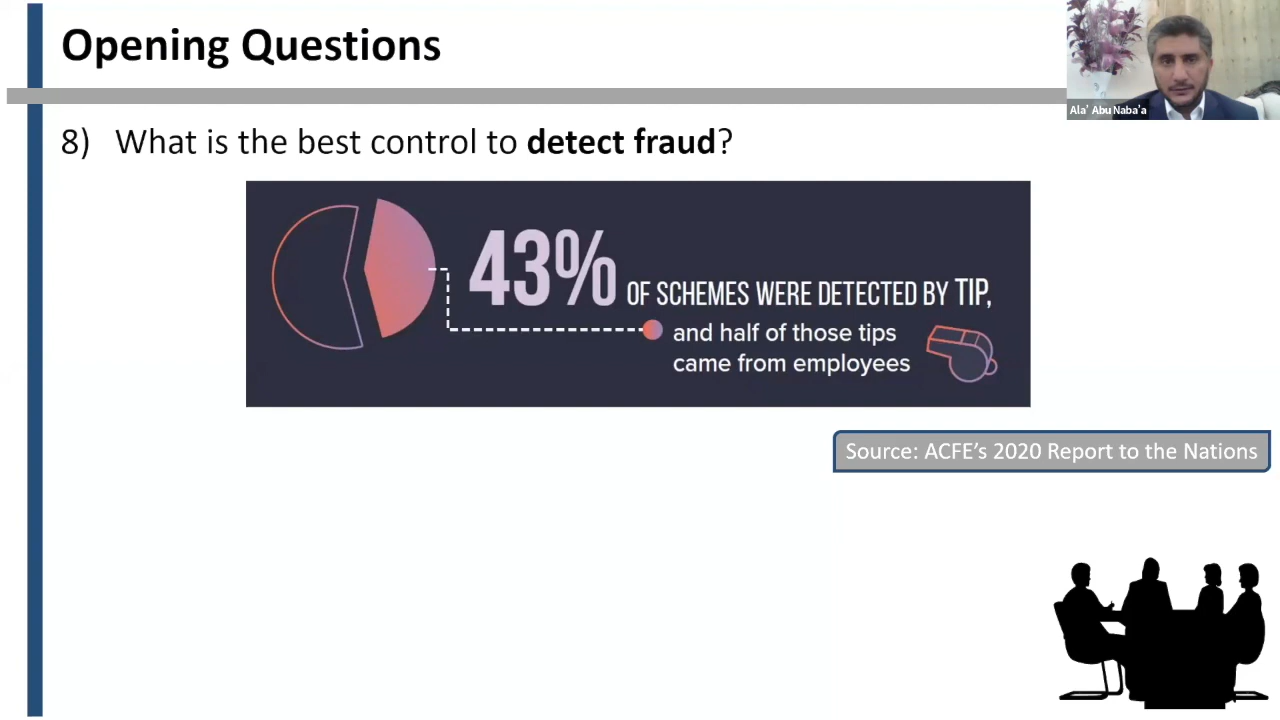 Opening Questions
Ala' Abu Naba'a
8) What is the best control to detect fraud?
43% OF SCHEMES WERE DETECTED BY TIP,
and half of those tips
came from employees
Source: ACFE's 2020 Report to the Nations